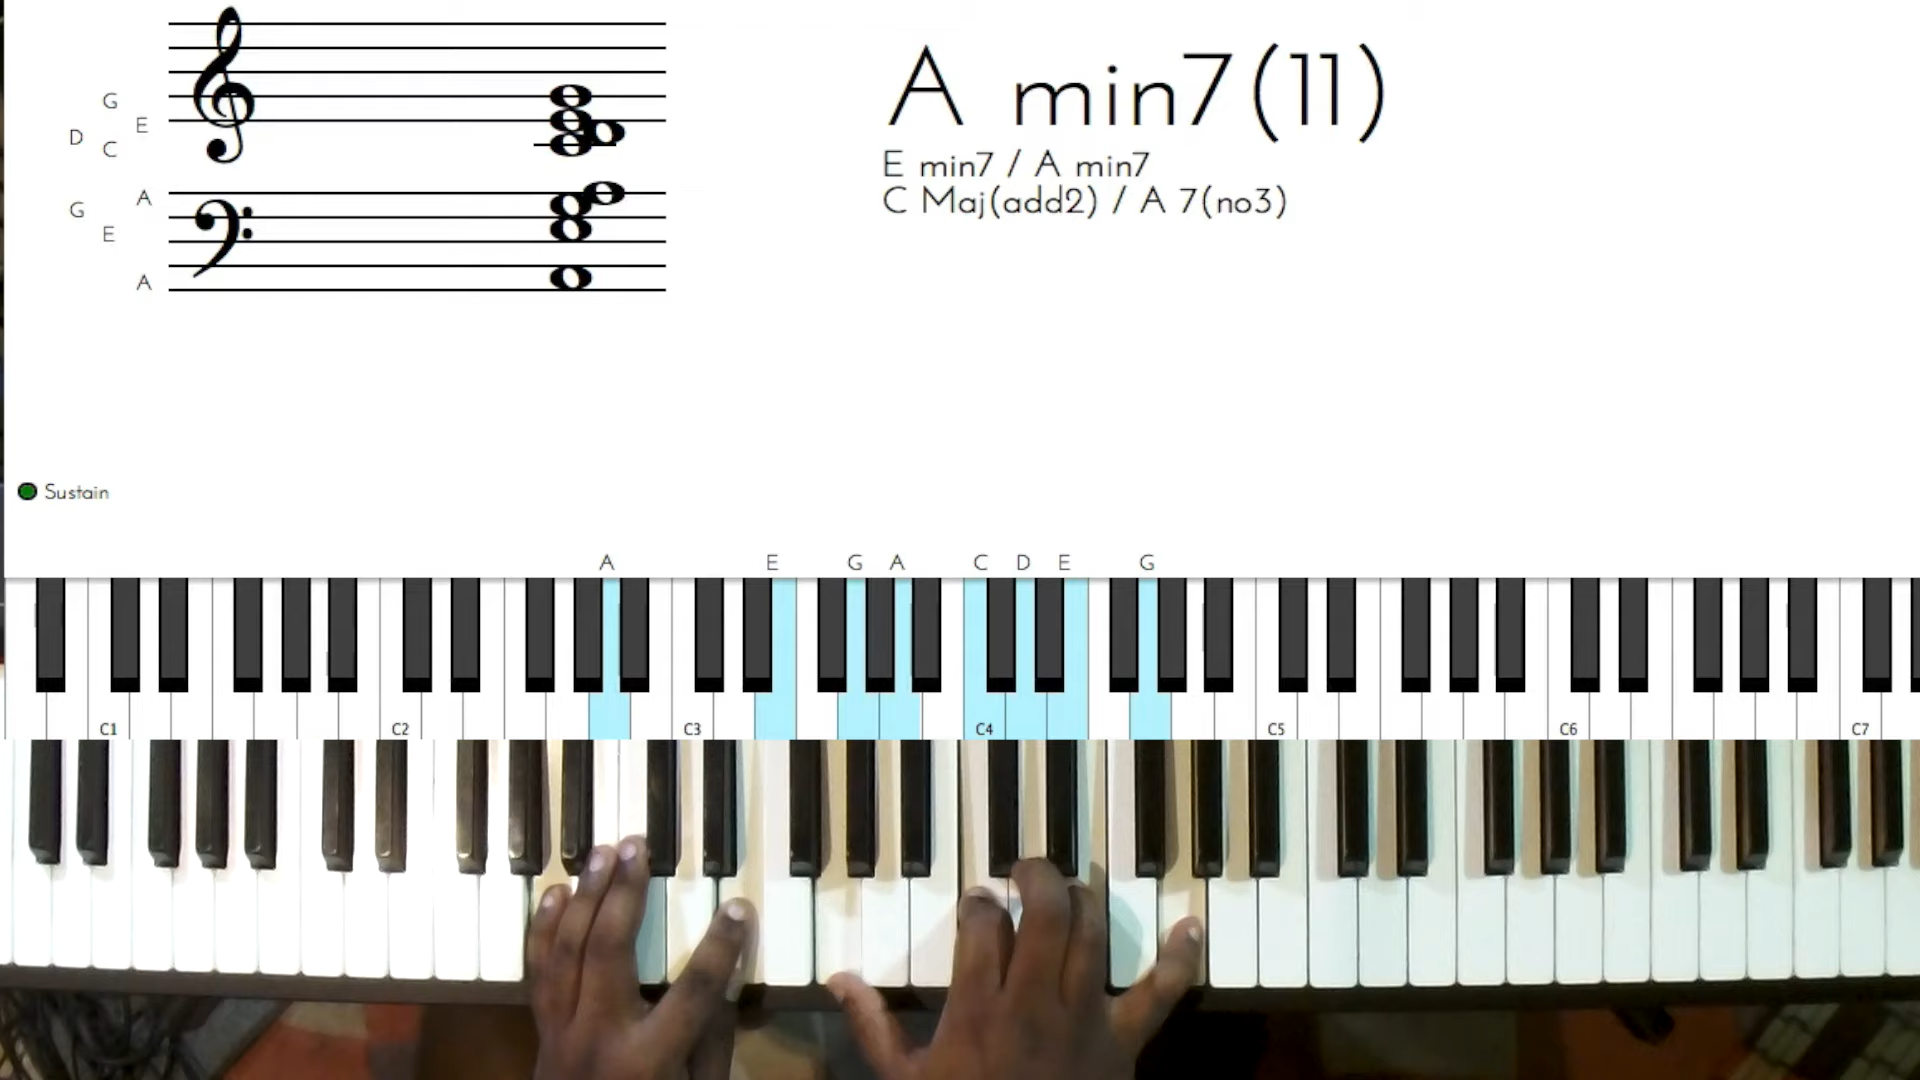 A min7(11)
E min7 / A min7
C Maj(add2) / A 7(no3)
G
E
D
C
A
G
E
A
Sustain
A E G A C D E G
C1 C2 C3 C4 C5 C6 C7